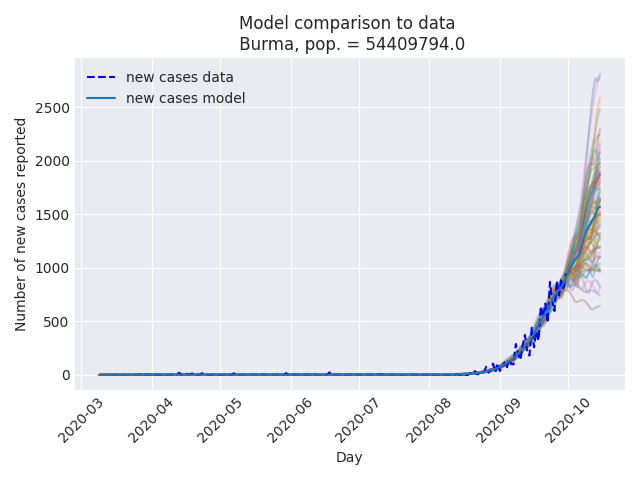 Model comparison to data
Burma, pop. = 54409794.0
new cases data
new cases model
Number of new cases reported
2500
2000
1500
1000
500
0
2020-03
2020-04
2020-05
2020-06
2020-07
2020-08
2020-09
2020-10
Day